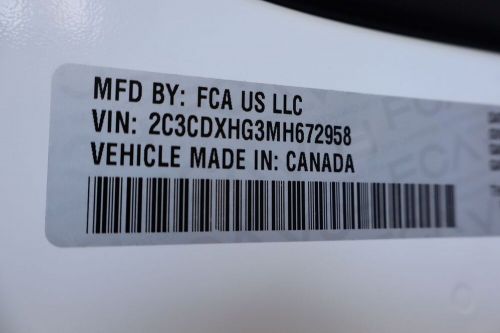 MFD BY: FCA US LLC
VIN: 2C3CDXHG3MH672958
VEHICLE MADE IN: CANADA